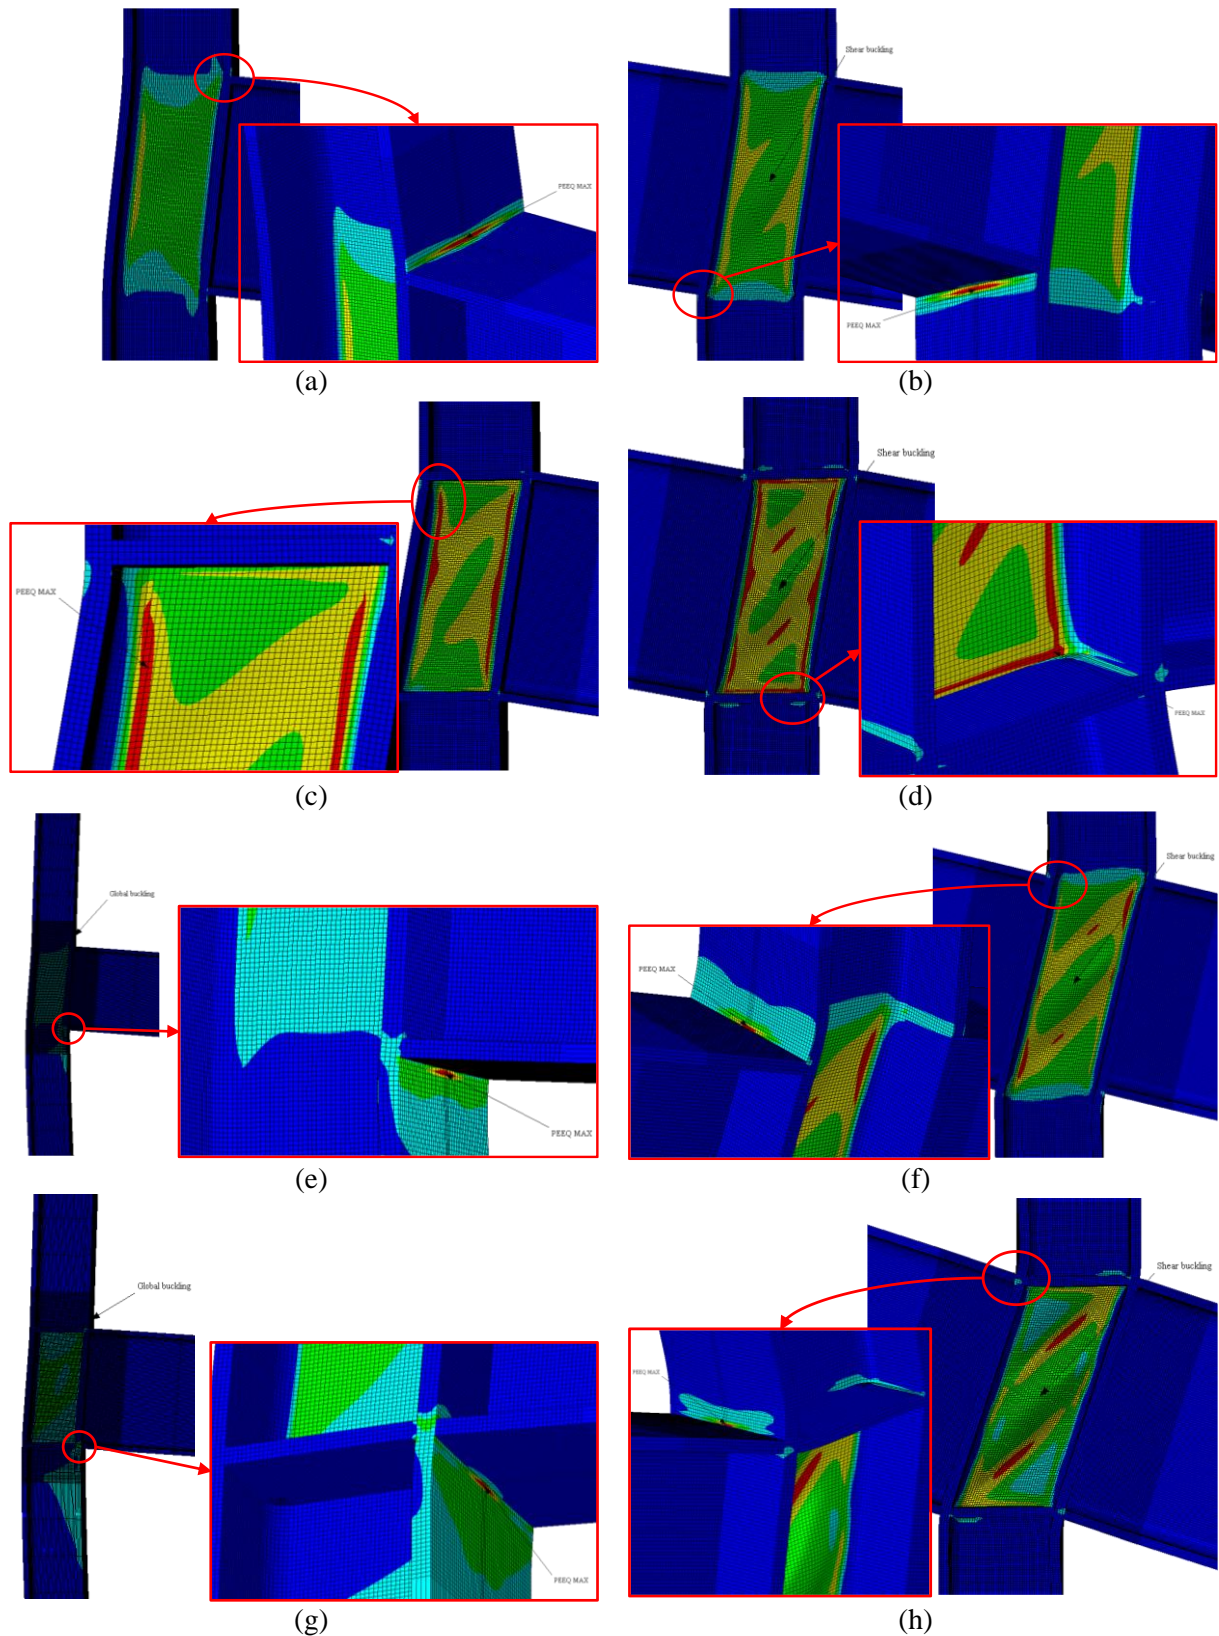 Shear buckling
PEEQ MAX
PEEQ MAX
(a)
(b)
Shear buckling
PEEQ MAX
PEEQ MAX
(c)
(d)
Global buckling
Shear buckling
PEEQ MAX
PEEQ MAX
(e)
(f)
Global buckling
Shear buckling
PEEQ MAX
PEEQ MAX
(g)
(h)